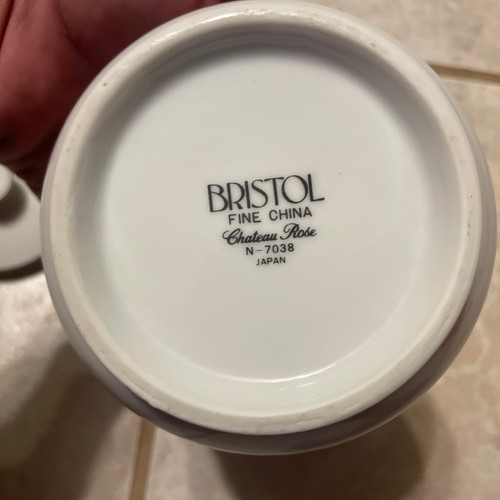 BRISTOL
FINE CHINA
Chateau Rose
N-7038
JAPAN